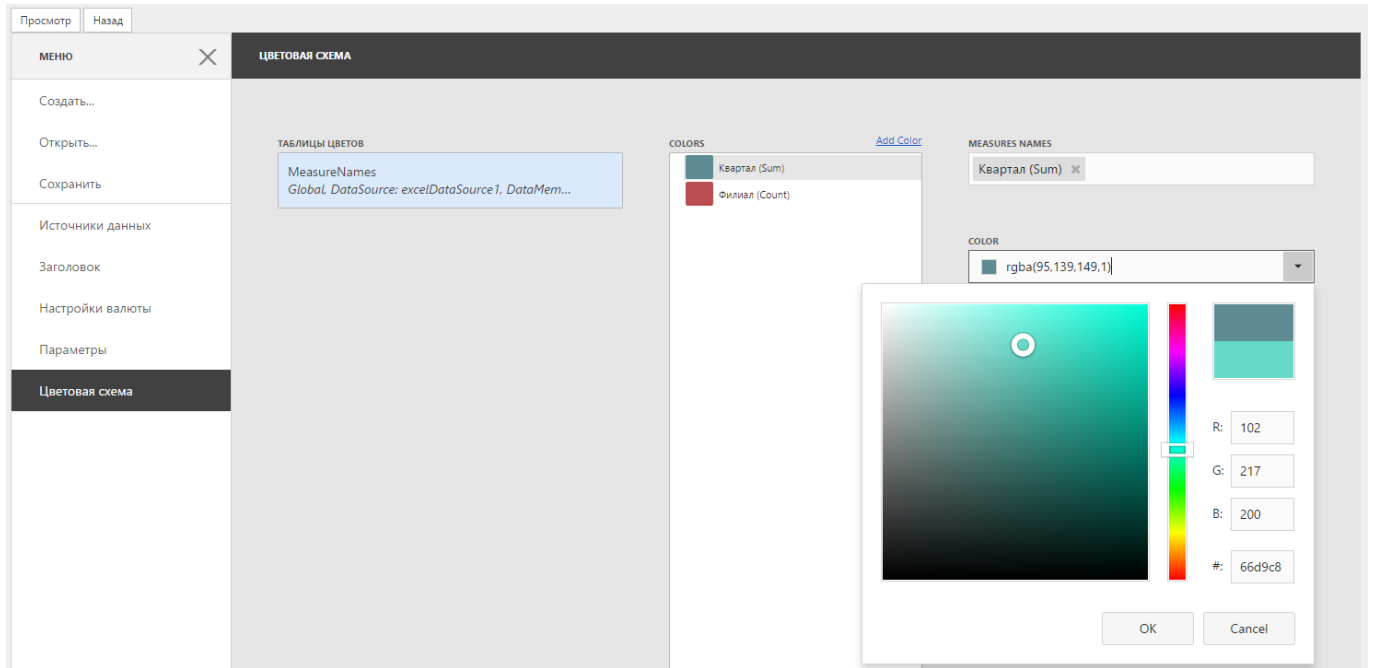 Просмотр Назад
МЕНЮ
ЦВЕТОВАЯ СХЕМА
Создать...
Открыть...
Сохранить
Источники данных
Заголовок
Настройки валюты
Параметры
Цветовая схема
ТАБЛИЦЫ ЦВЕТОВ
MeasureNames
Global, DataSource: excelDataSource1, DataMem...
COLORS Add Color
Квартал (Sum)
Филиал (Count)
MEASURES NAMES
Квартал (Sum)
COLOR
rgba(95,139,149,1)
R: 102
G: 217
B: 200
#: 66d9c8
OK Cancel